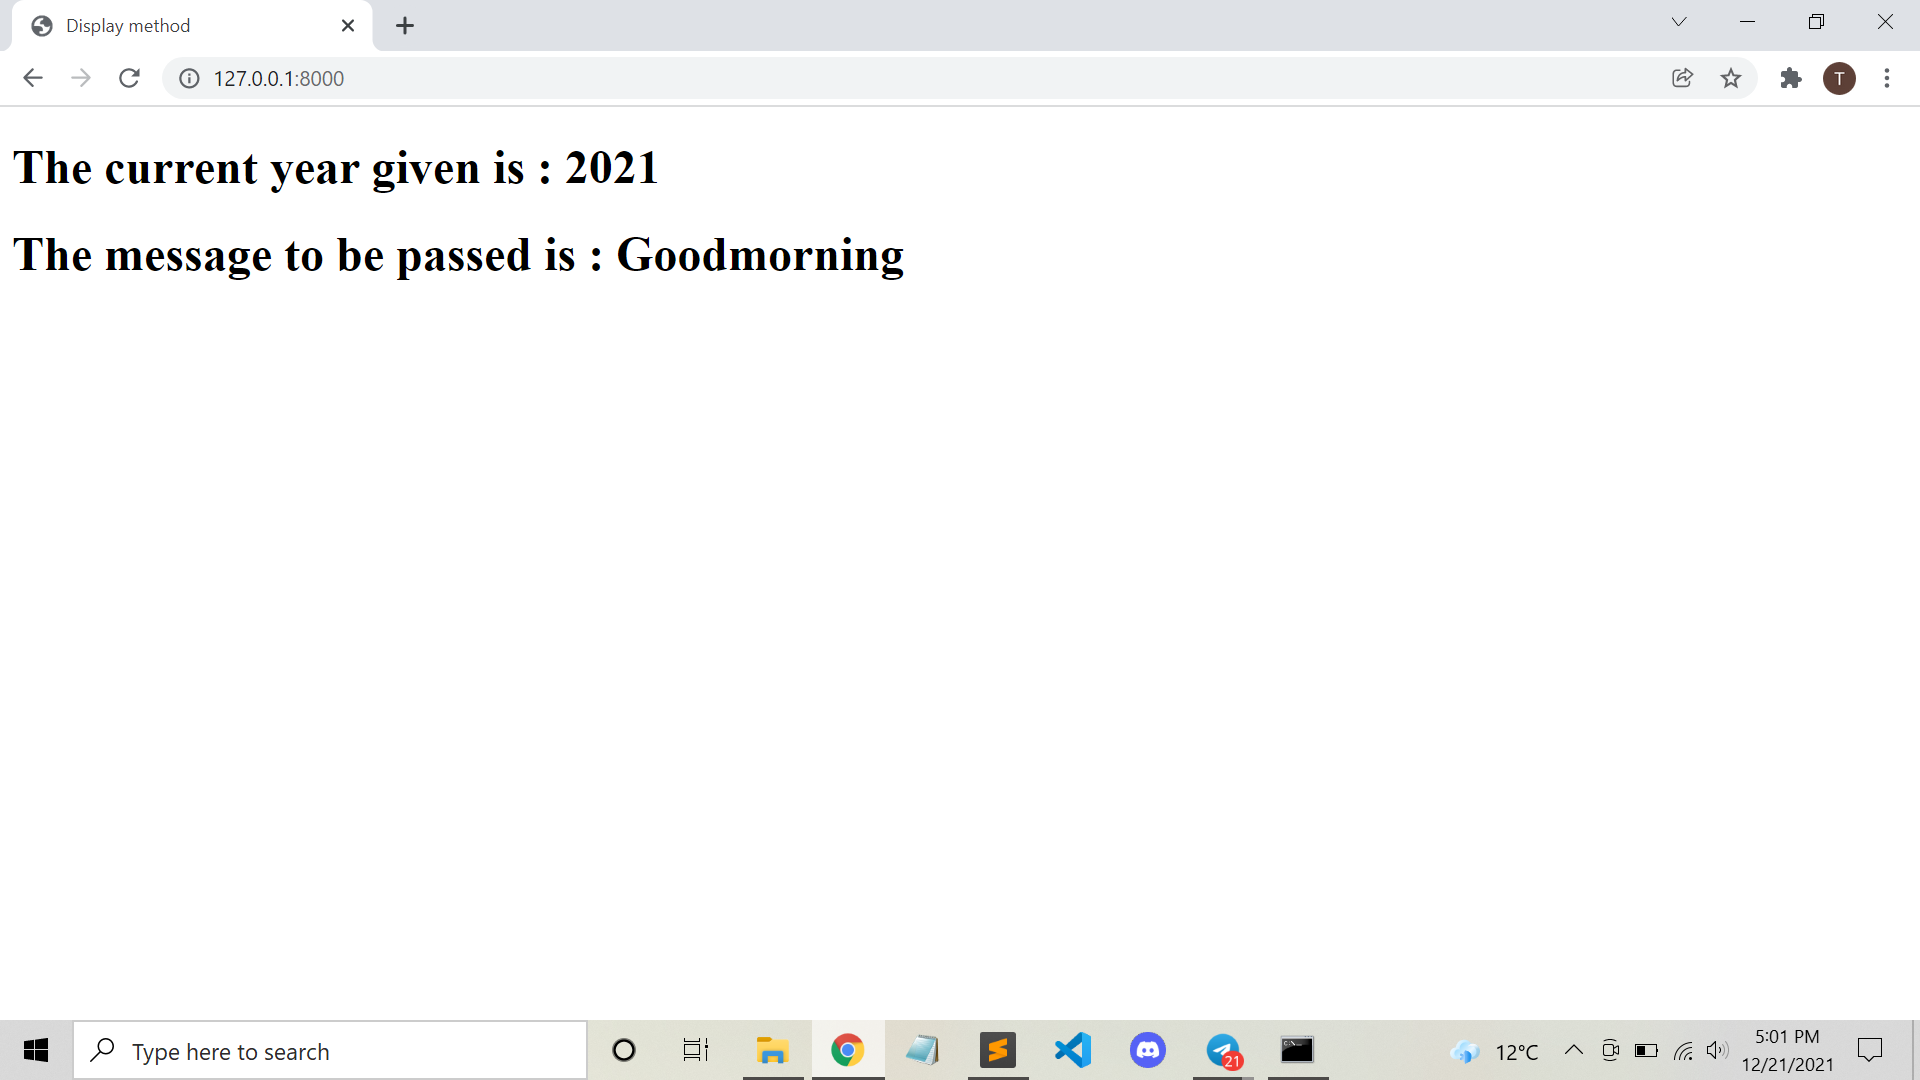 Display method
127.0.0.1:8000
T
The current year given is : 2021
The message to be passed is : Goodmorning
Type here to search
21
12°C
5:01 PM
12/21/2021